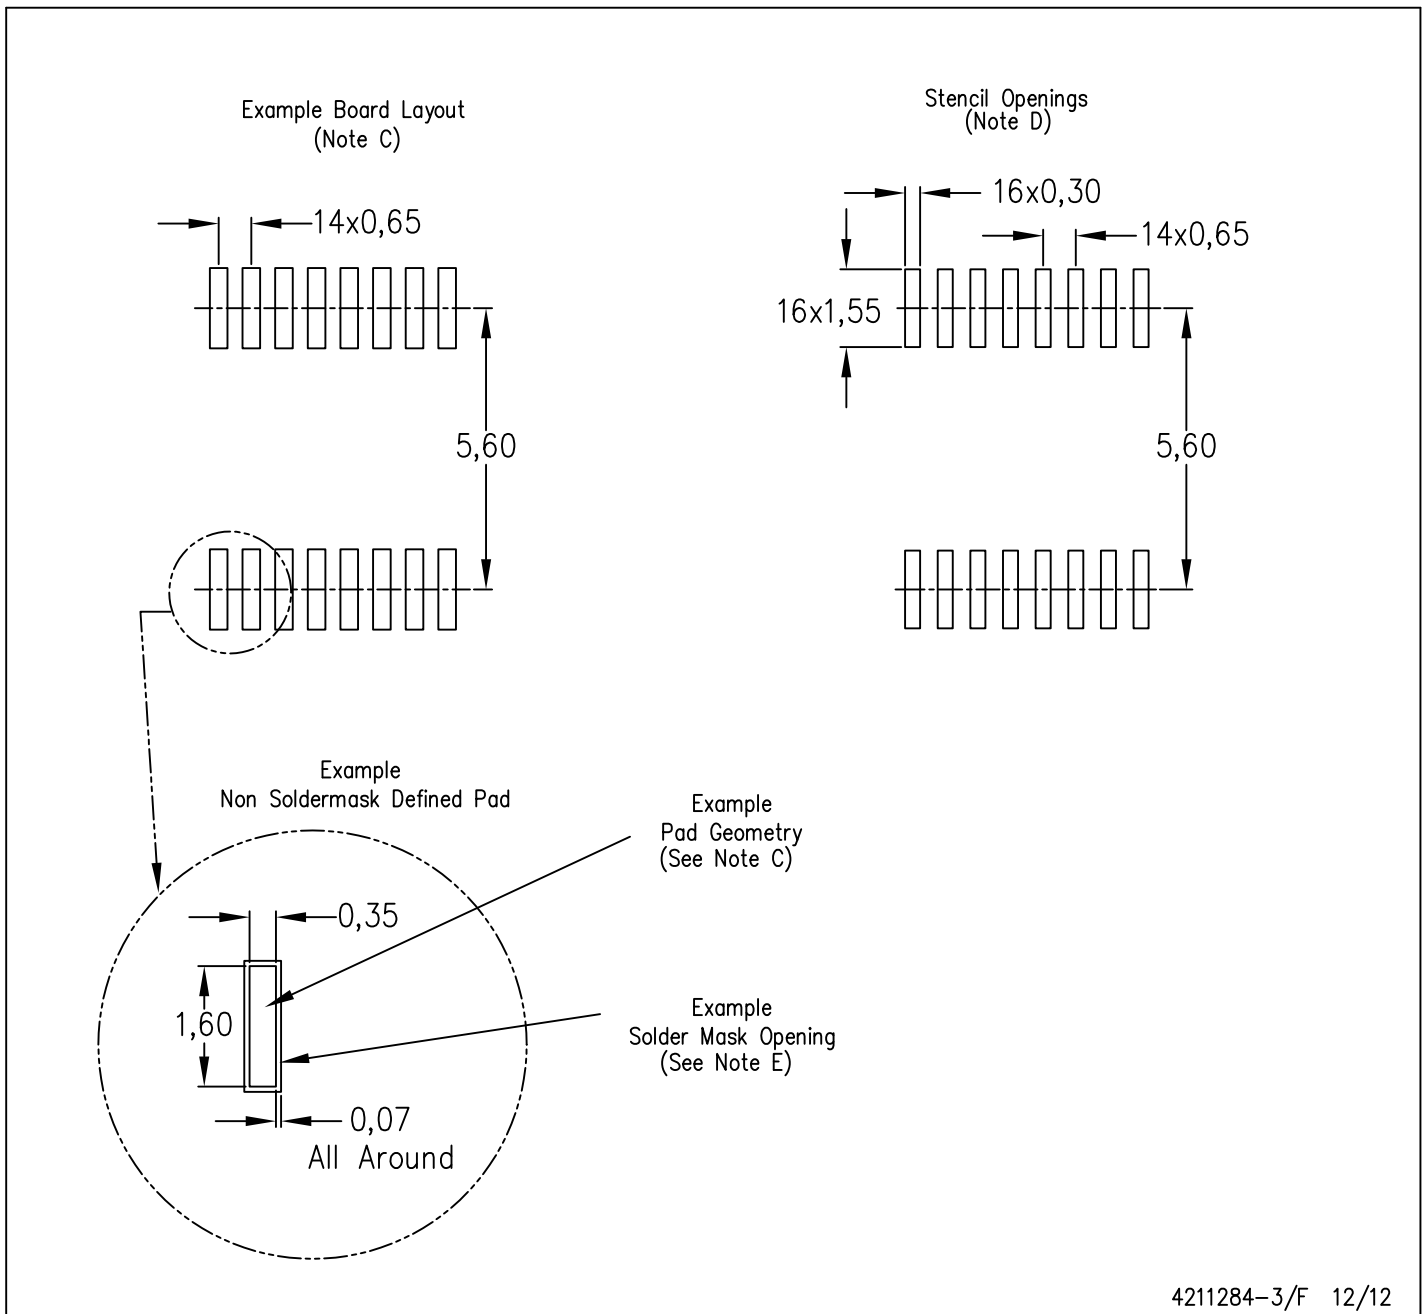 Example Board Layout
(Note C)
14x0,65
5,60
Stencil Openings
(Note D)
16x0,30
14x0,65
16x1,55
5,60
Example
Non Soldermask Defined Pad
0,35
1,60
0,07
All Around
Example
Pad Geometry
(See Note C)
Example
Solder Mask Opening
(See Note E)
4211284-3/F 12/12